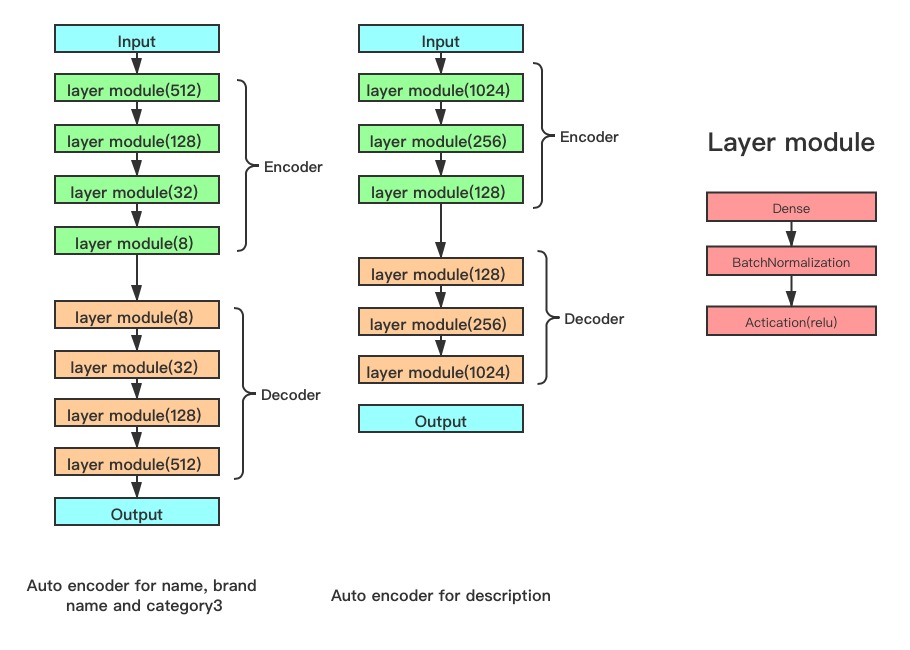 Input
layer module(512)
layer module(128)
layer module(32)
layer module(8)
Encoder
layer module(8)
layer module(32)
layer module(128)
layer module(512)
Decoder
Output
Auto encoder for name, brand
name and category3
Input
layer module(1024)
layer module(256)
layer module(128)
Encoder
layer module(128)
layer module(256)
layer module(1024)
Decoder
Output
Auto encoder for description
Layer module
Dense
BatchNormalization
Actication(relu)